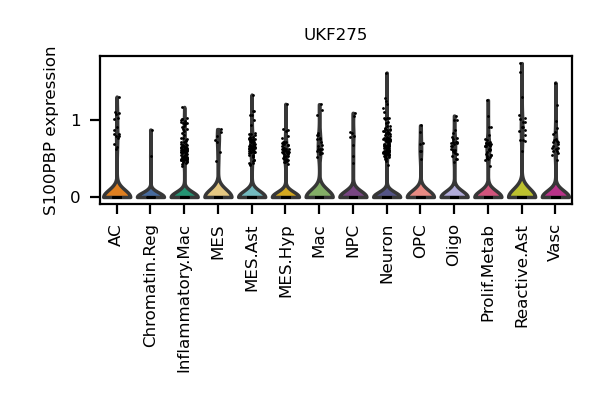 UKF275
S100PBP expression
1
0
AC
Chromatin.Reg
Inflammatory.Mac
MES
MES.Ast
MES.Hyp
Mac
NPC
Neuron
OPC
Oligo
Prolif.Metab
Reactive.Ast
Vasc